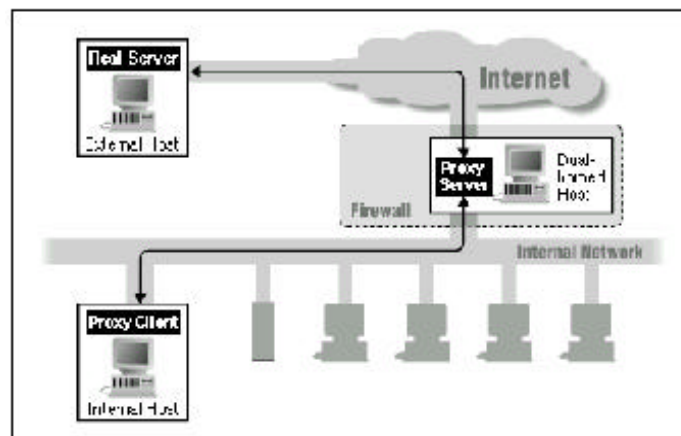 Real Server
External Host
Internet
Proxy
Server
Dual-
homed
Host
Firewall
Internal Network
Proxy Client
Internal Host